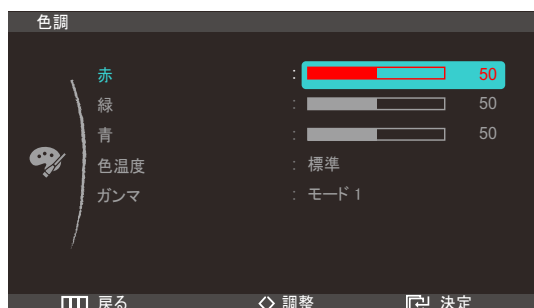 色調
赤 : 50
緑 : 50
青 : 50
色温度 : 標準
ガンマ : モード 1
戻る 調整 決定